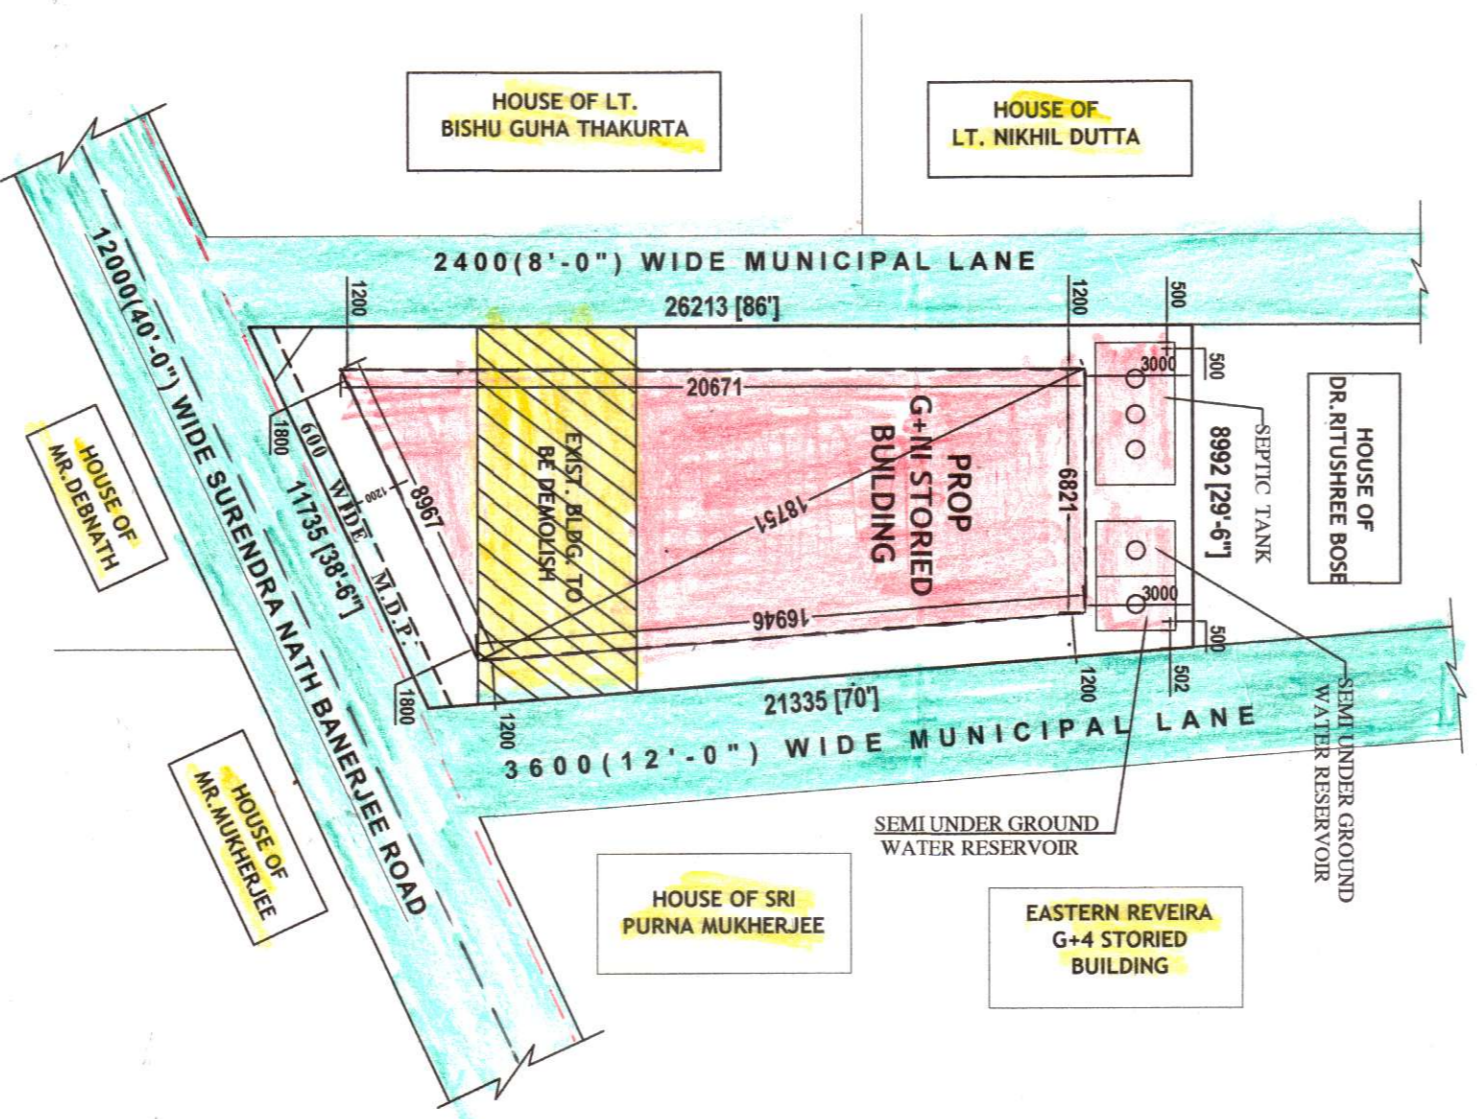 HOUSE OF LT.
BISHU GUHA THAKURTA
HOUSE OF
LT. NIKHIL DUTTA
2400(8'-0") WIDE MUNICIPAL LANE
26213 [86']
1200
1200
500
500
3000
20671
12000(40'-0") WIDE SURENDRA NATH BANERJEE ROAD
1800
600 WIDE M.D.P.
11735 [38'-6"]
1200
8967
EXIST. BLDG. TO
BE DEMOLISH
18751
PROP
G+NI STORIED
BUILDING
6821
8992 [29'-6"]
SEPTIC TANK
HOUSE OF
DR.RITUSHREE BOSE
HOUSE OF
MR. DEBNATH
16946
3000
500
502
1200
1800
1200
21335 [70']
3600(12'-0") WIDE MUNICIPAL LANE
SEMI UNDER GROUND
WATER RESERVOIR
SEMI UNDER GROUND
WATER RESERVOIR
HOUSE OF
MR.MUKHERJEE
HOUSE OF SRI
PURNA MUKHERJEE
EASTERN REVEIRA
G+4 STORIED
BUILDING